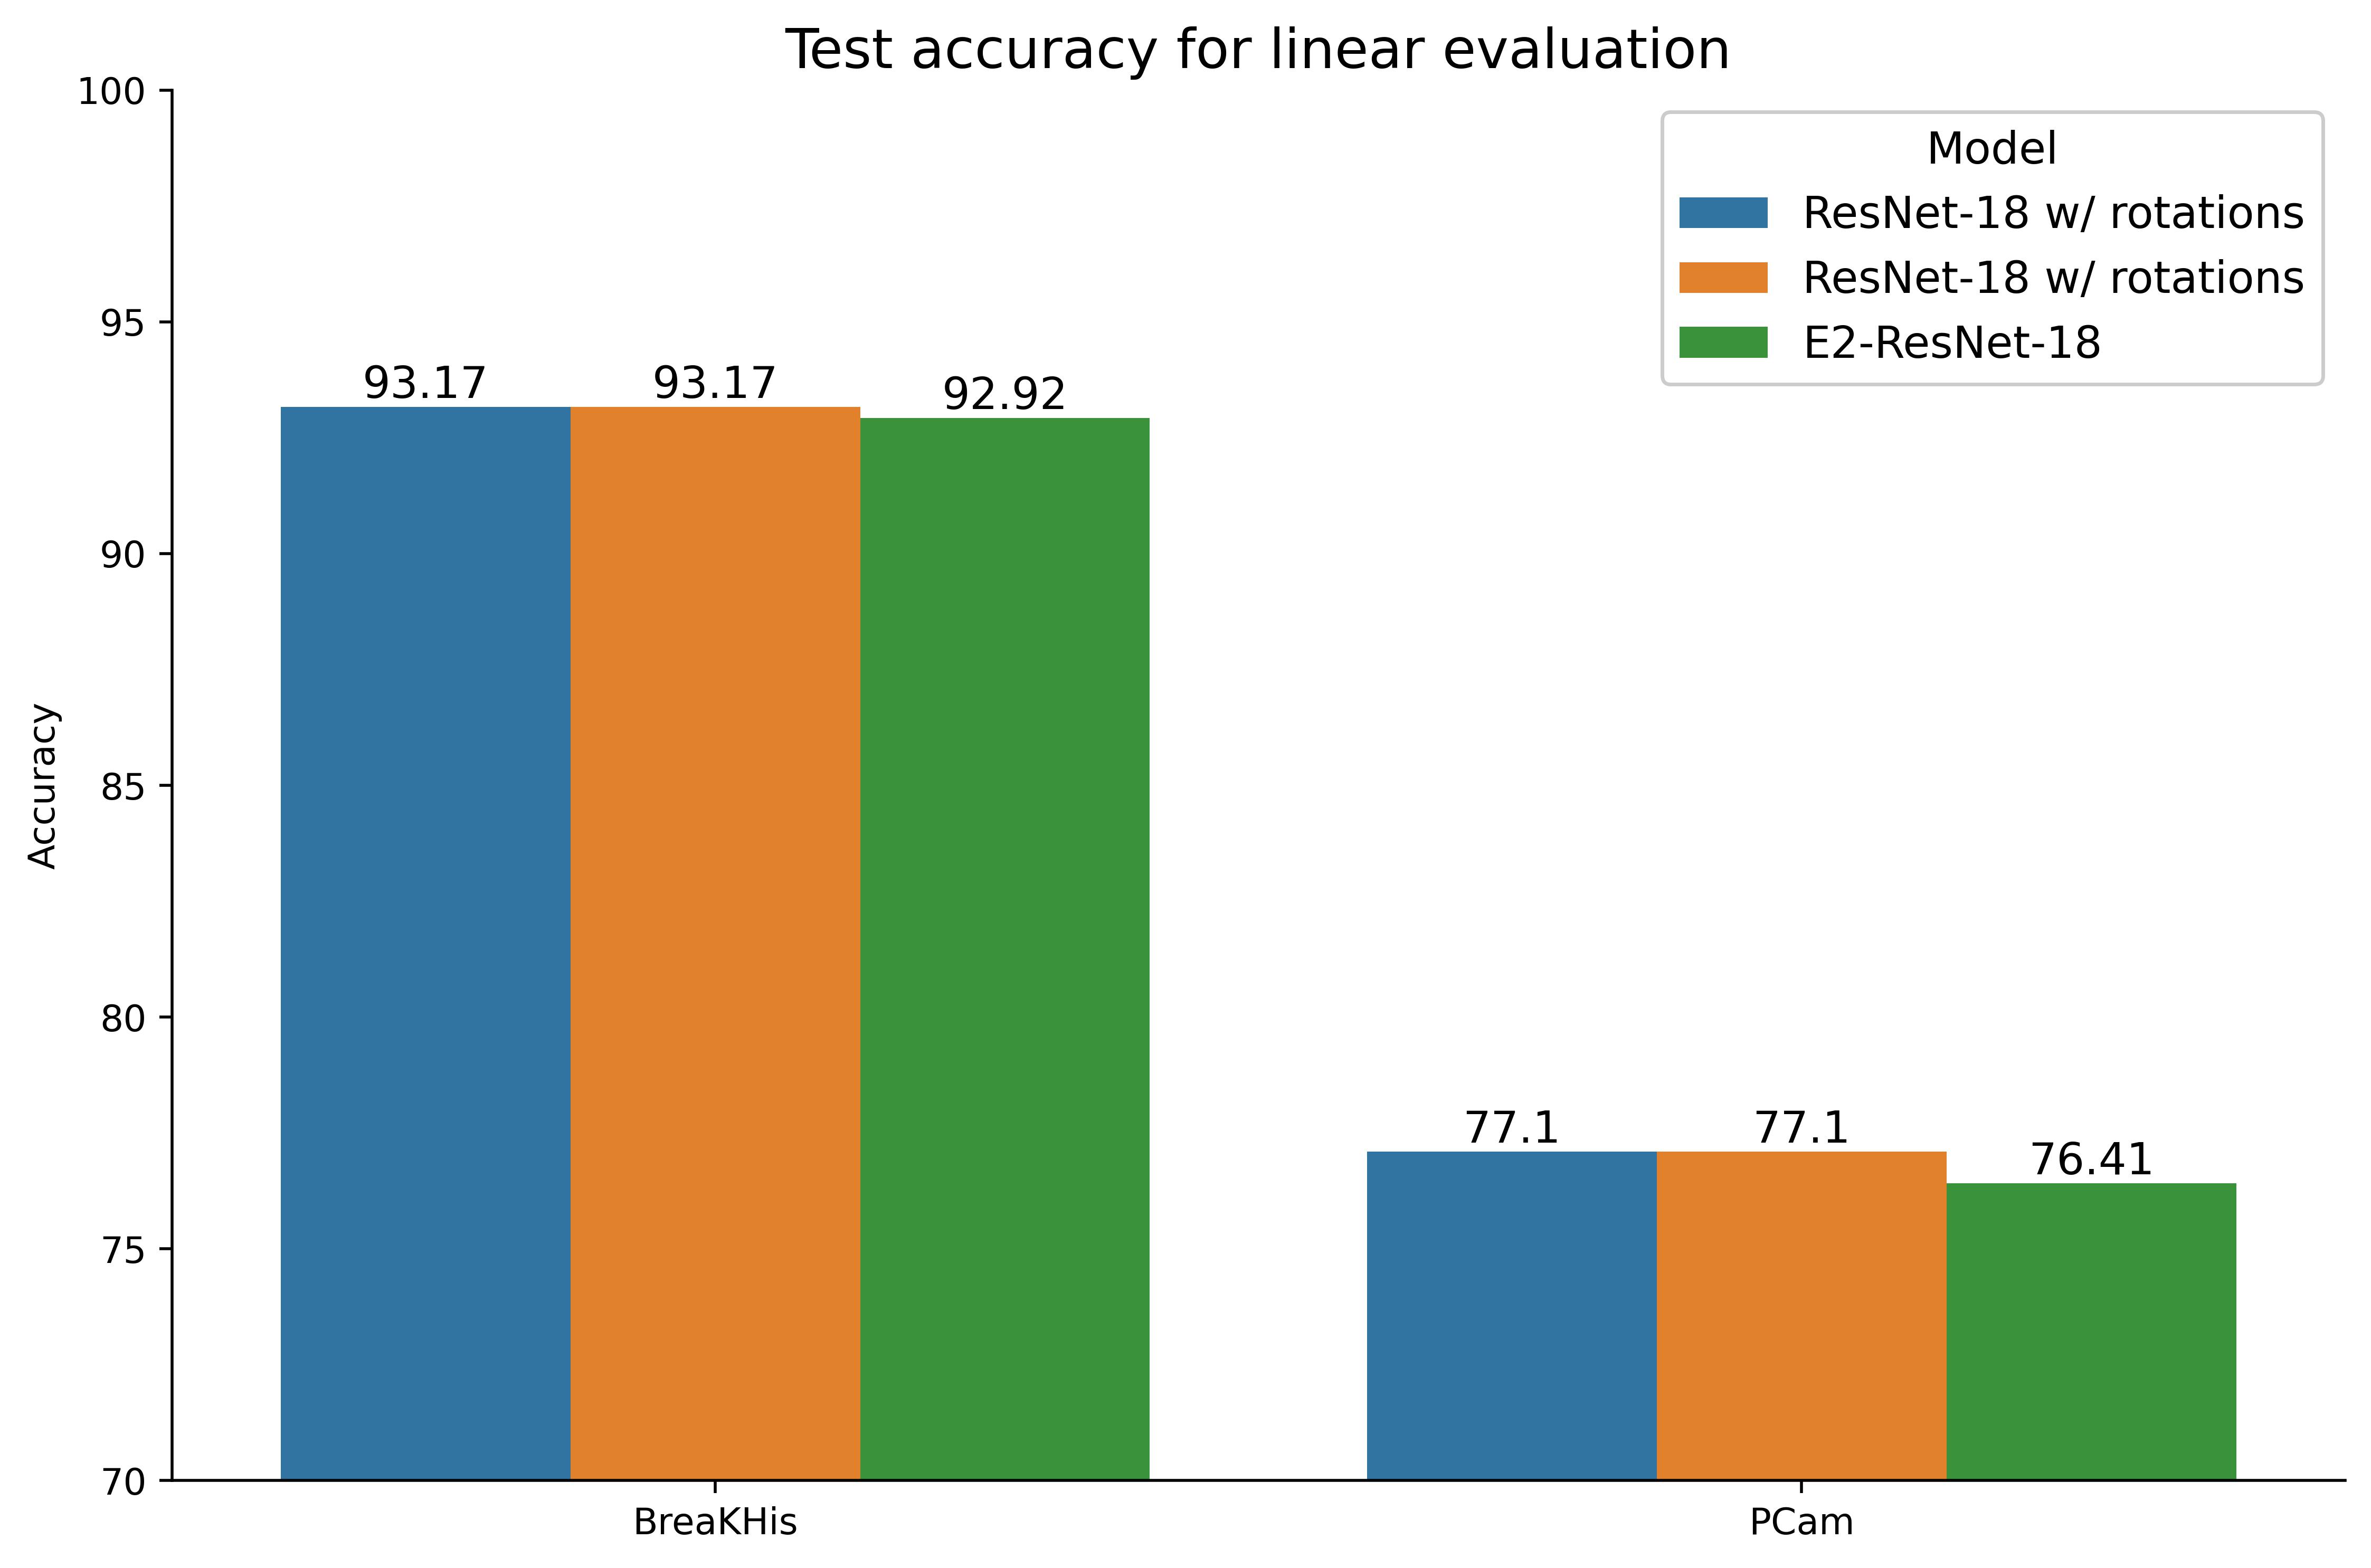 Test accuracy for linear evaluation
Model
ResNet-18 w/ rotations
ResNet-18 w/ rotations
E2-ResNet-18
Accuracy
100
95
90
85
80
75
70
93.17
93.17
92.92
77.1
77.1
76.41
BreaKHis
PCam